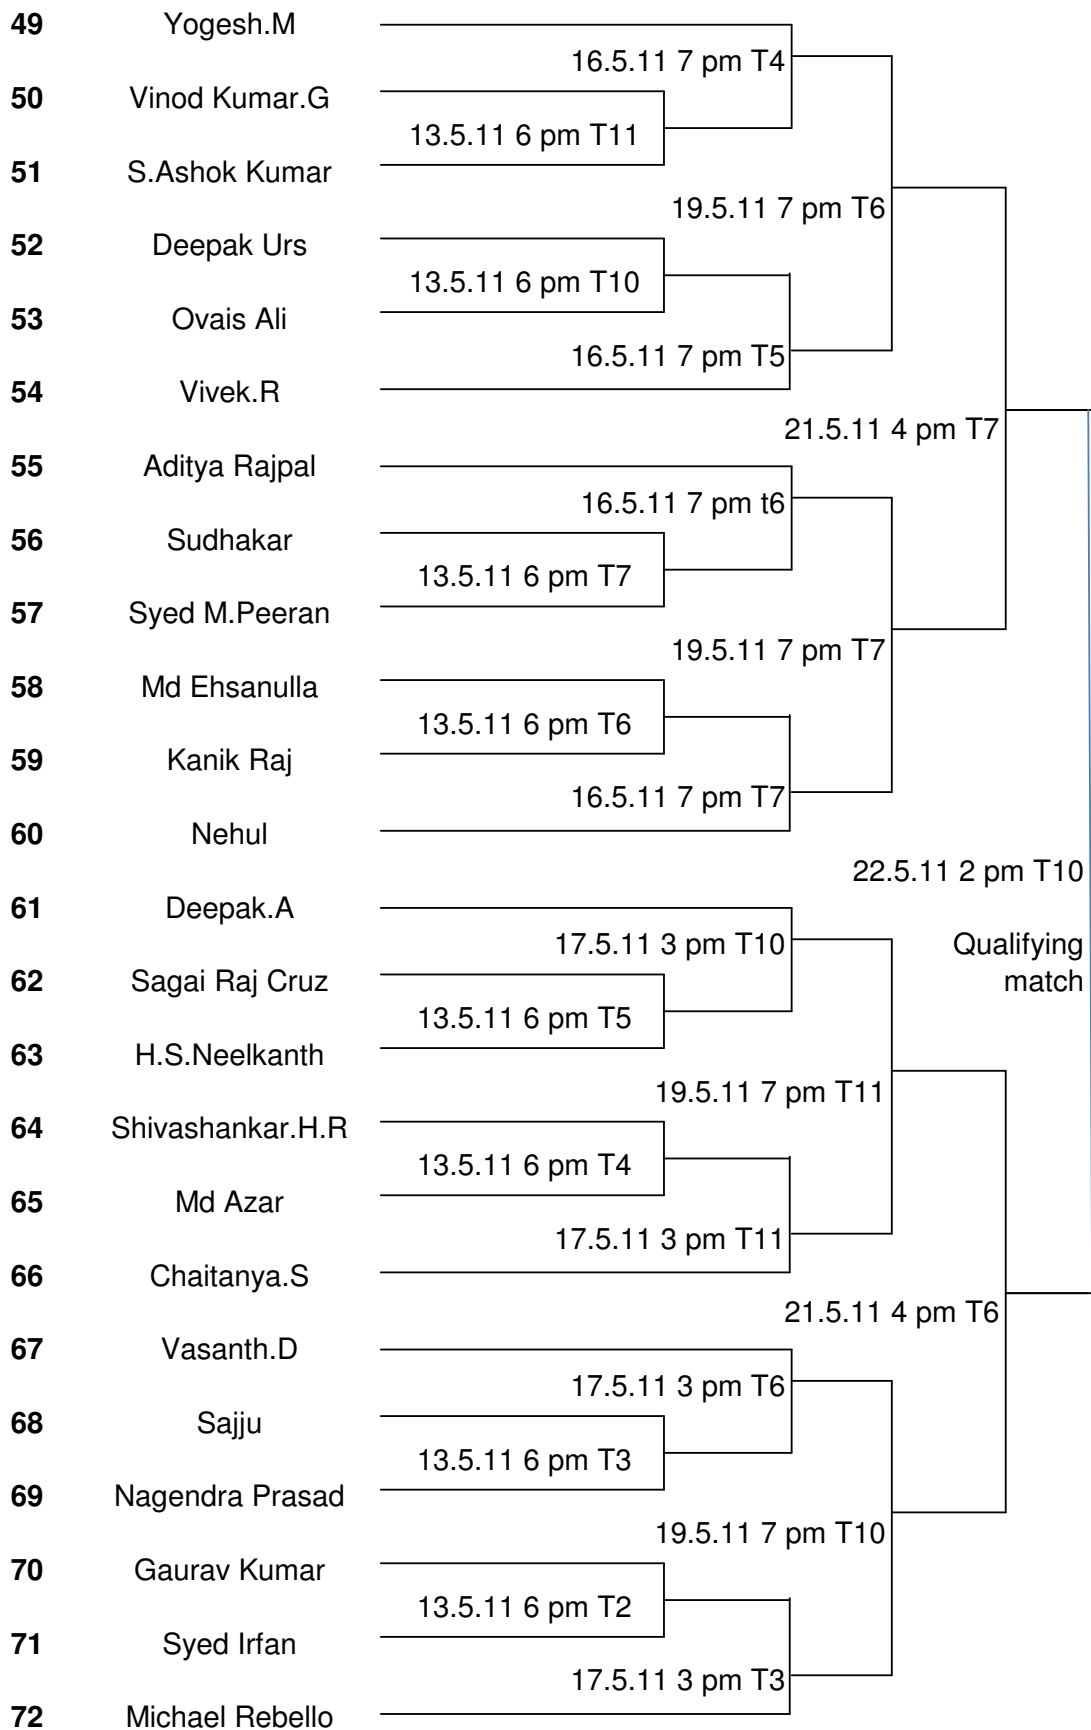 49 Yogesh.M
16.5.11 7 pm T4
50 Vinod Kumar.G
13.5.11 6 pm T11
51 S.Ashok Kumar
19.5.11 7 pm T6
52 Deepak Urs
13.5.11 6 pm T10
53 Ovais Ali
16.5.11 7 pm T5
54 Vivek.R
21.5.11 4 pm T7
55 Aditya Rajpal
16.5.11 7 pm t6
56 Sudhakar
13.5.11 6 pm T7
57 Syed M.Peeran
19.5.11 7 pm T7
58 Md Ehsanulla
13.5.11 6 pm T6
59 Kanik Raj
16.5.11 7 pm T7
60 Nehul
22.5.11 2 pm T10
61 Deepak.A
17.5.11 3 pm T10
Qualifying
62 Sagai Raj Cruz
match
13.5.11 6 pm T5
63 H.S.Neelkanth
19.5.11 7 pm T11
64 Shivashankar.H.R
13.5.11 6 pm T4
65 Md Azar
17.5.11 3 pm T11
66 Chaitanya.S
21.5.11 4 pm T6
67 Vasanth.D
17.5.11 3 pm T6
68 Sajju
13.5.11 6 pm T3
69 Nagendra Prasad
19.5.11 7 pm T10
70 Gaurav Kumar
13.5.11 6 pm T2
71 Syed Irfan
17.5.11 3 pm T3
72 Michael Rebello